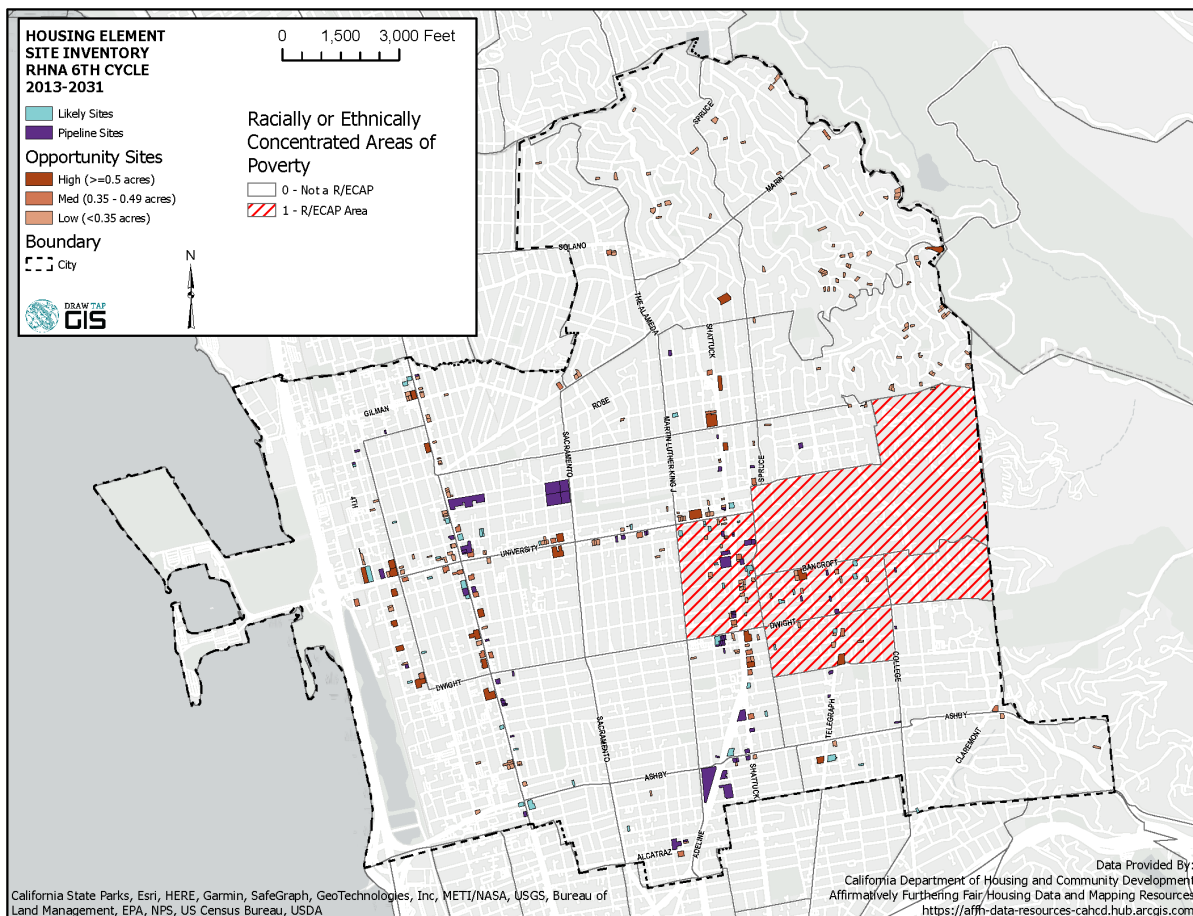 HOUSING ELEMENT
SITE INVENTORY
RHNA 6TH CYCLE
2013-2031
0 1,500 3,000 Feet
Likely Sites
Pipeline Sites
Opportunity Sites
High (>=0.5 acres)
Med (0.35 - 0.49 acres)
Low (<0.35 acres)
Boundary
City
Racially or Ethnically
Concentrated Areas of
Poverty
0 - Not a R/ECAP
1 - R/ECAP Area
N
DRAW TAP
GIS
SPRUCE
MARIN
SOLANO
THE ALAMEDA
SHATTUCK
GILMAN
ROSE
SACRAMENTO
MARTIN LUTHER KING J
SPRUCE
4TH
UNIVERSITY
BANCROFT
DWIGHT
DWIGHT
COLLEGE
SACRAMENTO
TELEGRAPH
ASHBY
CLAREMONT
ASHBY
SHATTUCK
ADELINE
ALCATRAZ
California State Parks, Esri, HERE, Garmin, SafeGraph, GeoTechnologies, Inc, METI/NASA, USGS, Bureau of
Land Management, EPA, NPS, US Census Bureau, USDA
Data Provided By:
California Department of Housing and Community Development
Affirmatively Furthering Fair Housing Data and Mapping Resources
https://affh-data-resources-cahcd.hub.arcgis.com